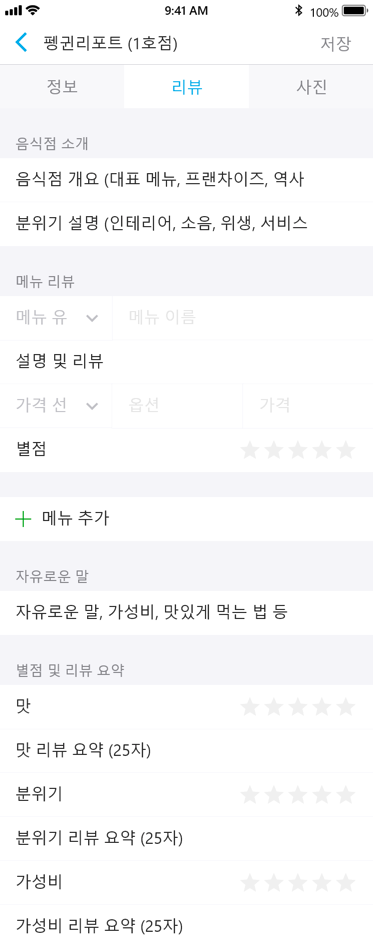 9:41 AM 100%
펭귄리포트 (1호점) 저장
정보 리뷰 사진
음식점 소개
음식점 개요 (대표 메뉴, 프랜차이즈, 역사
분위기 설명 (인테리어, 소음, 위생, 서비스
메뉴 리뷰
메뉴 유 메뉴 이름
설명 및 리뷰
가격 선 옵션 가격
별점
메뉴 추가
자유로운 말
자유로운 말, 가성비, 맛있게 먹는 법 등
별점 및 리뷰 요약
맛
맛 리뷰 요약 (25자)
분위기
분위기 리뷰 요약 (25자)
가성비
가성비 리뷰 요약 (25자)